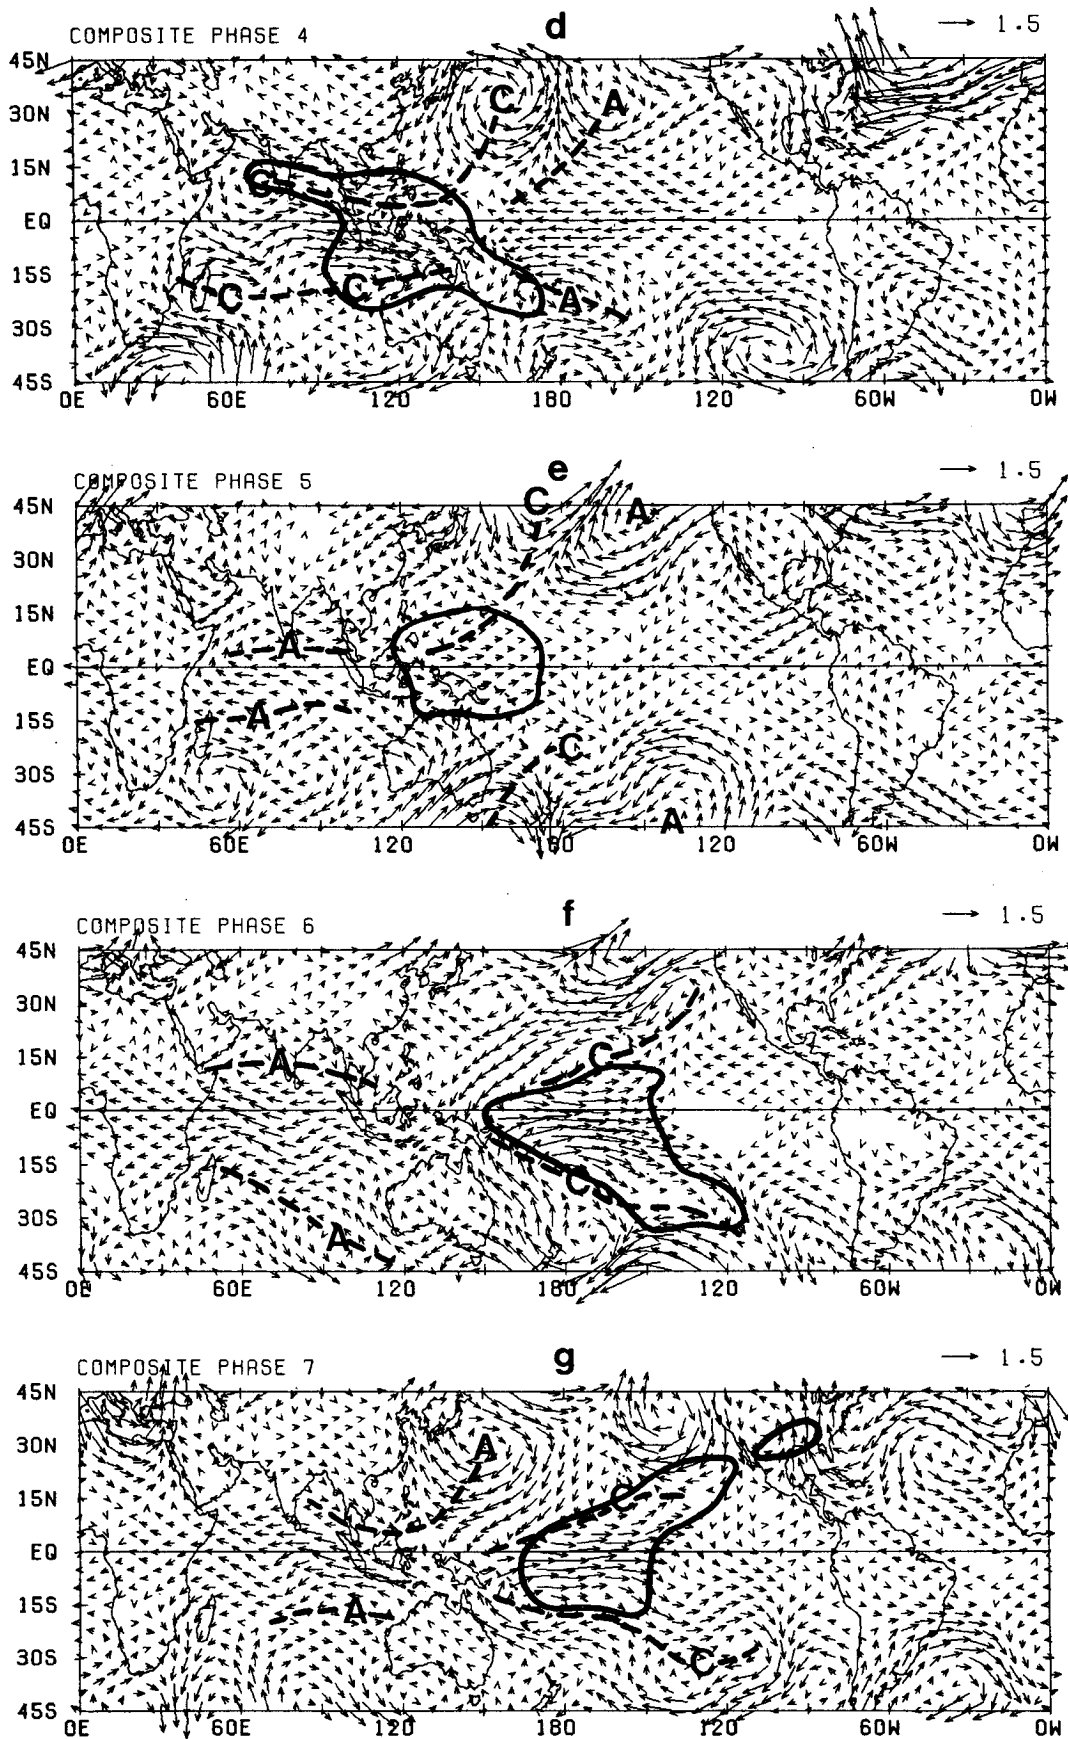 COMPOSITE PHASE 4
d
1.5
45N
30N
15N
EQ
15S
30S
45S
C
A
C
C
C
A
0E
60E
120
180
120
60W
0W
COMPOSITE PHASE 5
e
1.5
45N
30N
15N
EQ
15S
30S
45S
C
A
A
A
C
A
0E
60E
120
180
120
60W
0W
COMPOSITE PHASE 6
f
1.5
45N
30N
15N
EQ
15S
30S
45S
A
C
C
A
0E
60E
120
180
120
60W
0W
COMPOSITE PHASE 7
g
1.5
45N
30N
15N
EQ
15S
30S
45S
A
C
A
C
0E
60E
120
180
120
60W
0W